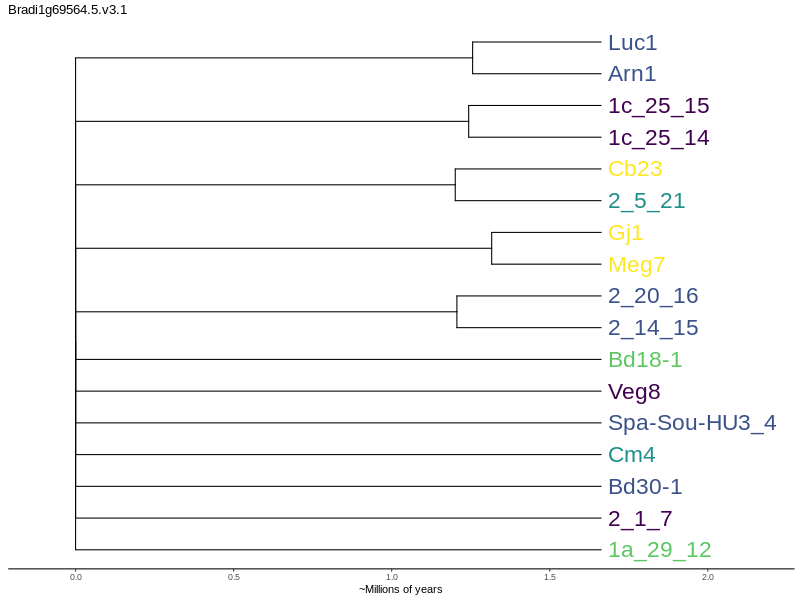 Bradi1g69564.5.v3.1
Luc1
Arn1
1c_25_15
1c_25_14
Cb23
2_5_21
Gj1
Meg7
2_20_16
2_14_15
Bd18-1
Veg8
Spa-Sou-HU3_4
Cm4
Bd30-1
2_1_7
1a_29_12
0.0 0.5 1.0 1.5 2.0
~Millions of years